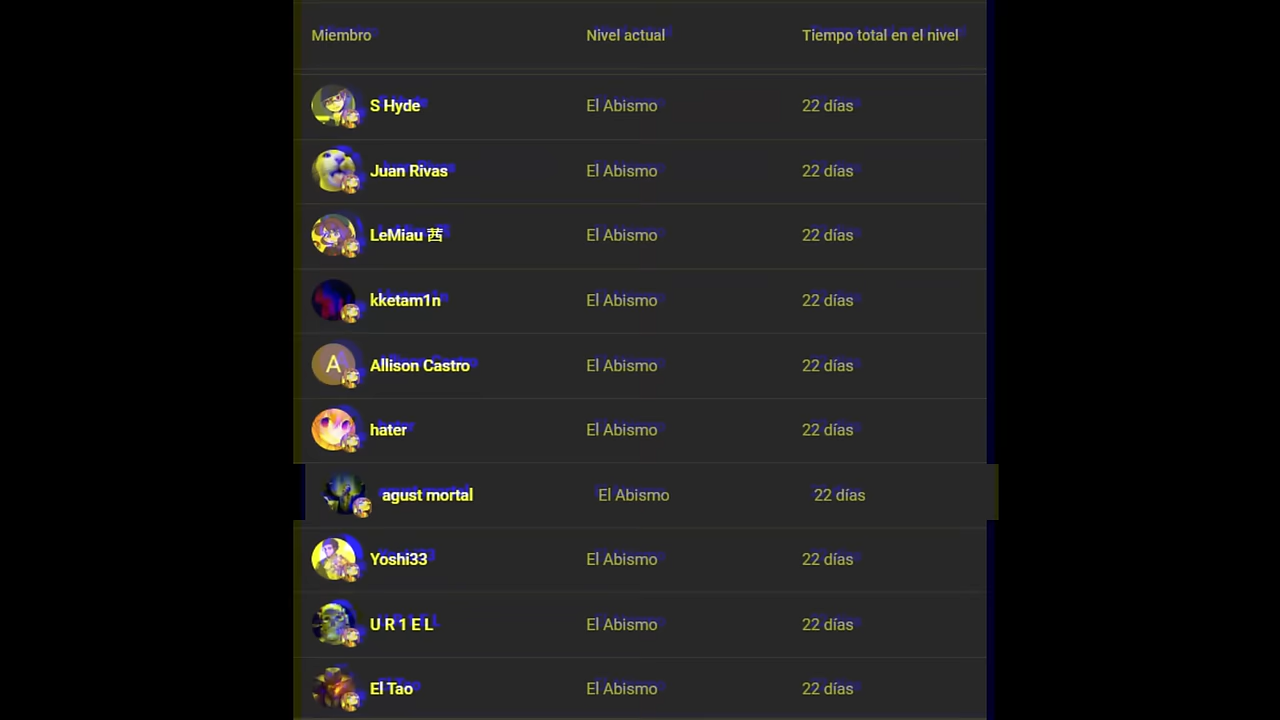 Miembro Nivel actual Tiempo total en el nivel
S Hyde El Abismo 22 días
Juan Rivas El Abismo 22 días
LeMiau 茜 El Abismo 22 días
kketam1n El Abismo 22 días
A Allison Castro El Abismo 22 días
hater El Abismo 22 días
agust mortal El Abismo 22 días
Yoshi33 El Abismo 22 días
U R 1 E L El Abismo 22 días
El Tao El Abismo 22 días